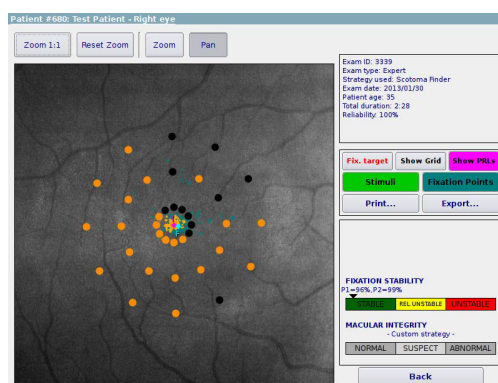 Patient #680: Test Patient - Right eye
Zoom 1:1
Reset Zoom
Zoom
Pan
Exam ID: 3339
Exam type: Expert
Strategy used: Scotoma Finder
Exam date: 2013/01/30
Patient age: 35
Total duration: 2:28
Reliability: 100%
Fix. target
Show Grid
Show PRLs
Stimuli
Fixation Points
Print...
Export...
FIXATION STABILITY
P1=96%,P2=99%
STABLE
REL.UNSTABLE
UNSTABLE
MACULAR INTEGRITY
- Custom strategy -
NORMAL
SUSPECT
ABNORMAL
Back